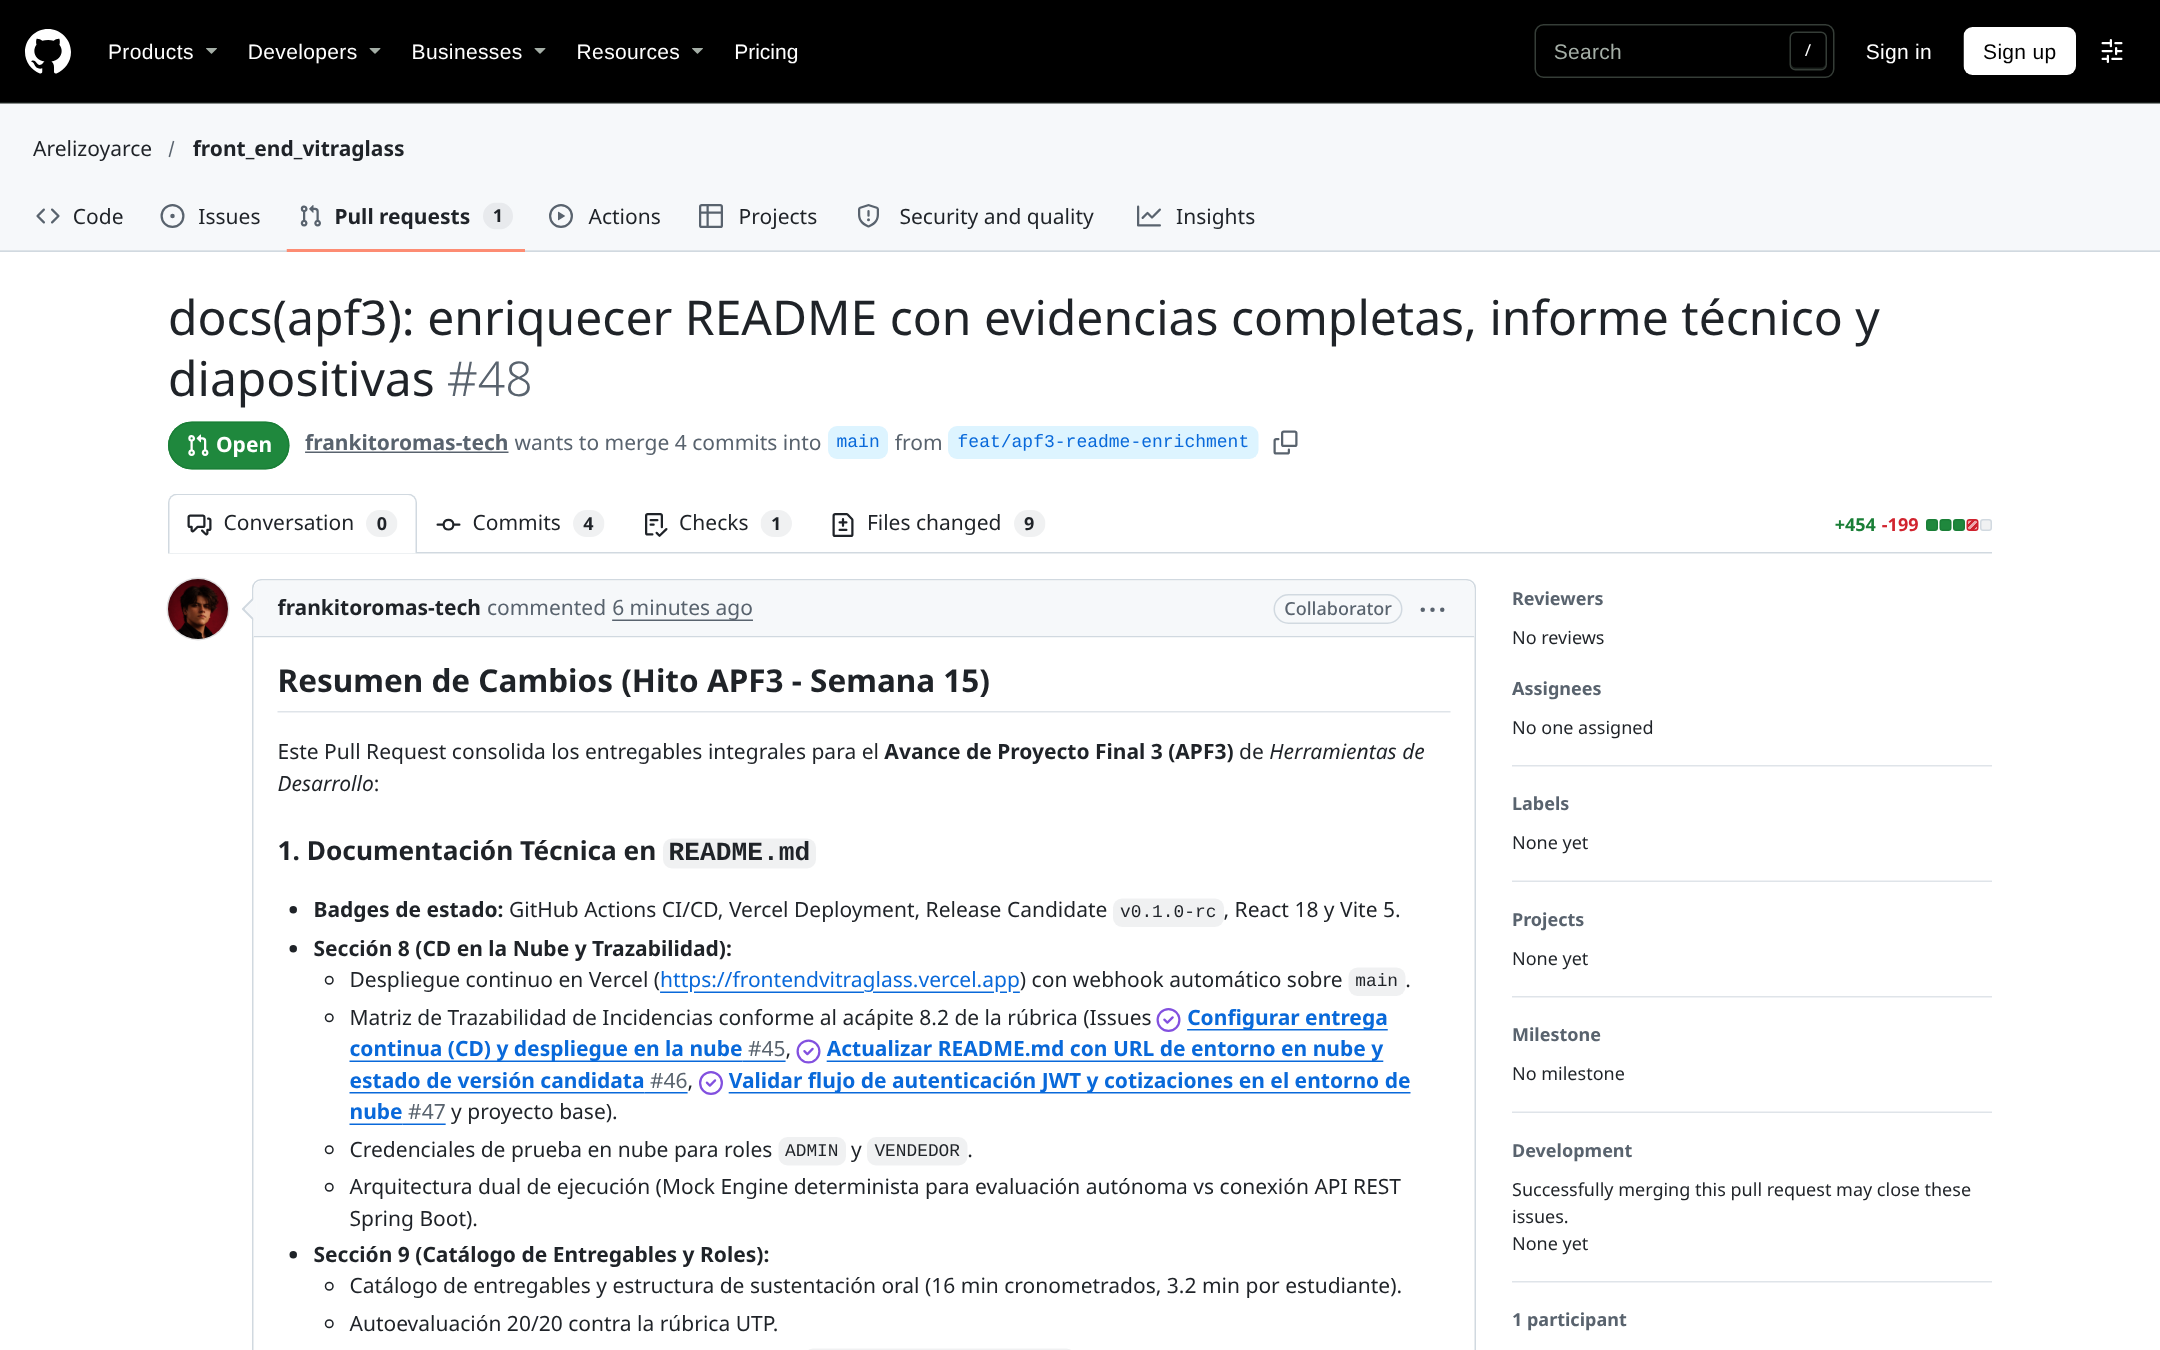 Products Developers Businesses Resources Pricing Search / Sign in Sign up
Arelizoyarce / front_end_vitraglass
Code Issues Pull requests 1 Actions Projects Security and quality Insights
docs(apf3): enriquecer README con evidencias completas, informe técnico y
diapositivas #48
Open frankitoromas-tech wants to merge 4 commits into main from feat/apf3-readme-enrichment
Conversation 0 Commits 4 Checks 1 Files changed 9 +454 -199
frankitoromas-tech commented 6 minutes ago Collaborator
Resumen de Cambios (Hito APF3 - Semana 15)
Este Pull Request consolida los entregables integrales para el Avance de Proyecto Final 3 (APF3) de Herramientas de
Desarrollo:
1. Documentación Técnica en README.md
Badges de estado: GitHub Actions CI/CD, Vercel Deployment, Release Candidate v0.1.0-rc, React 18 y Vite 5.
Sección 8 (CD en la Nube y Trazabilidad):
Despliegue continuo en Vercel (https://frontendvitraglass.vercel.app) con webhook automático sobre main.
Matriz de Trazabilidad de Incidencias conforme al acápite 8.2 de la rúbrica (Issues Configurar entrega
continua (CD) y despliegue en la nube #45, Actualizar README.md con URL de entorno en nube y
estado de versión candidata #46, Validar flujo de autenticación JWT y cotizaciones en el entorno de
nube #47 y proyecto base).
Credenciales de prueba en nube para roles ADMIN y VENDEDOR.
Arquitectura dual de ejecución (Mock Engine determinista para evaluación autónoma vs conexión API REST
Spring Boot).
Sección 9 (Catálogo de Entregables y Roles):
Catálogo de entregables y estructura de sustentación oral (16 min cronometrados, 3.2 min por estudiante).
Autoevaluación 20/20 contra la rúbrica UTP.
Reviewers
No reviews
Assignees
No one assigned
Labels
None yet
Projects
None yet
Milestone
No milestone
Development
Successfully merging this pull request may close these
issues.
None yet
1 participant